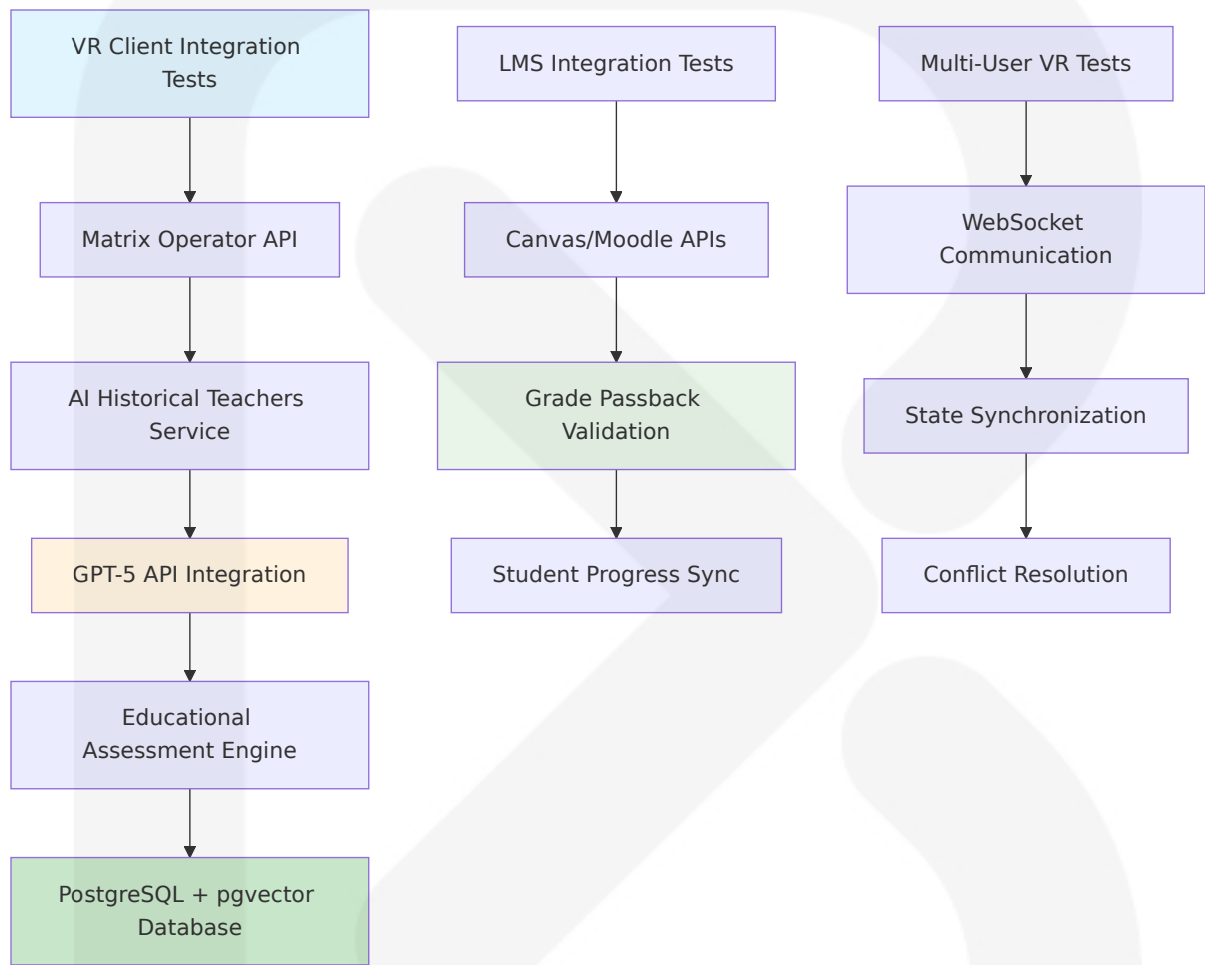 VR Client Integration
Tests
Matrix Operator API
AI Historical Teachers
Service
GPT-5 API Integration
Educational
Assessment Engine
PostgreSQL + pgvector
Database
LMS Integration Tests
Canvas/Moodle APIs
Grade Passback
Validation
Student Progress Sync
Multi-User VR Tests
WebSocket
Communication
State Synchronization
Conflict Resolution